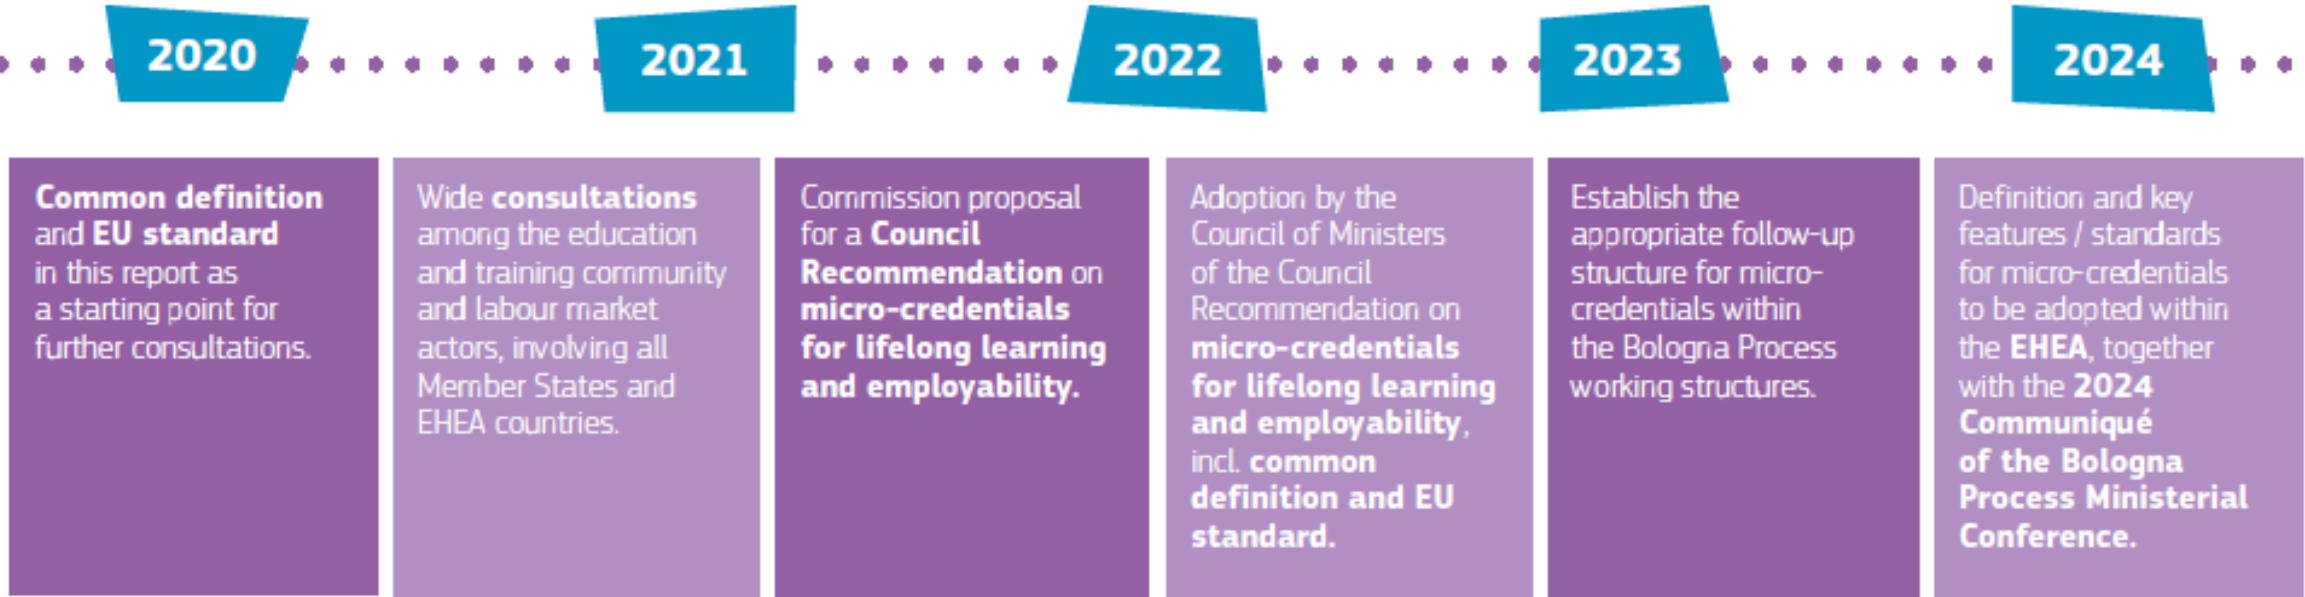 2020
2021
2022
2023
2024
Common definition
and EU standard
in this report as
a starting point for
further consultations.
Wide consultations
among the education
and training community
and labour market
actors, involving all
Member States and
EHEA countries.
Commission proposal
for a Council
Recommendation on
micro-credentials
for lifelong learning
and employability.
Adoption by the
Council of Ministers
of the Council
Recommendation on
micro-credentials
for lifelong learning
and employability,
incl. common
definition and EU
standard.
Establish the
appropriate follow-up
structure for micro-
credentials within
the Bologna Process
working structures.
Definition and key
features / standards
for micro-credentials
to be adopted within
the EHEA, together
with the 2024
Communiqué
of the Bologna
Process Ministerial
Conference.